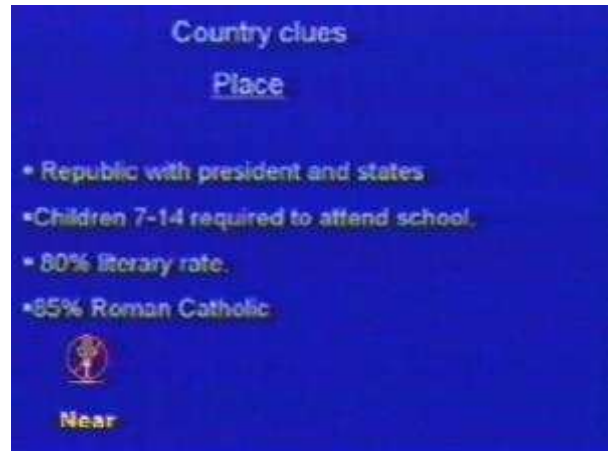 Country clues
Place
• Republic with president and states
•Children 7-14 required to attend school.
• 80% literary rate.
•85% Roman Catholic
Near